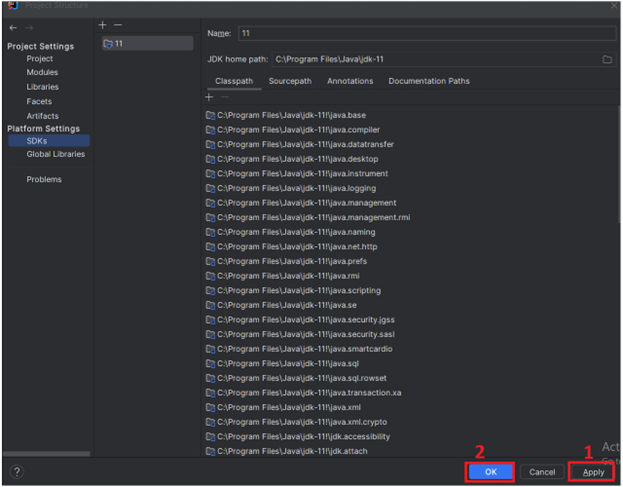 Project Structure
Project Settings
Project
Modules
Libraries
Facets
Artifacts
Platform Settings
SDKs
Global Libraries
Problems
11
Name: 11
JDK home path: C:\Program Files\Java\jdk-11
Classpath Sourcepath Annotations Documentation Paths
C:\Program Files\Java\jdk-11!\java.base
C:\Program Files\Java\jdk-11!\java.compiler
C:\Program Files\Java\jdk-11!\java.datatransfer
C:\Program Files\Java\jdk-11!\java.desktop
C:\Program Files\Java\jdk-11!\java.instrument
C:\Program Files\Java\jdk-11!\java.logging
C:\Program Files\Java\jdk-11!\java.management
C:\Program Files\Java\jdk-11!\java.management.rmi
C:\Program Files\Java\jdk-11!\java.naming
C:\Program Files\Java\jdk-11!\java.net.http
C:\Program Files\Java\jdk-11!\java.prefs
C:\Program Files\Java\jdk-11!\java.rmi
C:\Program Files\Java\jdk-11!\java.scripting
C:\Program Files\Java\jdk-11!\java.se
C:\Program Files\Java\jdk-11!\java.security.jgss
C:\Program Files\Java\jdk-11!\java.security.sasl
C:\Program Files\Java\jdk-11!\java.smartcardio
C:\Program Files\Java\jdk-11!\java.sql
C:\Program Files\Java\jdk-11!\java.sql.rowset
C:\Program Files\Java\jdk-11!\java.transaction.xa
C:\Program Files\Java\jdk-11!\java.xml
C:\Program Files\Java\jdk-11!\java.xml.crypto
C:\Program Files\Java\jdk-11!\jdk.accessibility
C:\Program Files\Java\jdk-11!\jdk.attach
2 1 Act
? OK Cancel Apply